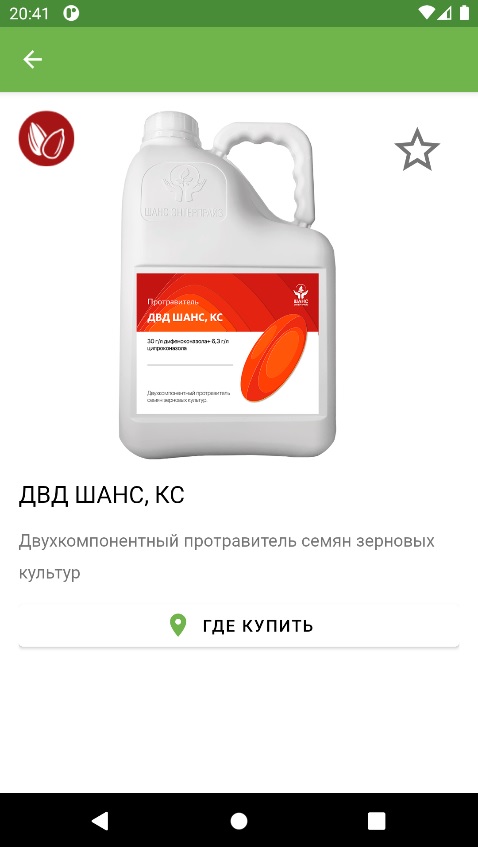 20:41
ШАНС ЭНТЕРПРАЙЗ
ШАНС
Протравитель
ДВД ШАНС, КС
30 г/л дифеноконазола+ 6,3 г/л
ципроконазола
Двухкомпонентный протравитель
семян зерновых культур.
ДВД ШАНС, КС
Двухкомпонентный протравитель семян зерновых
культур
ГДЕ КУПИТЬ